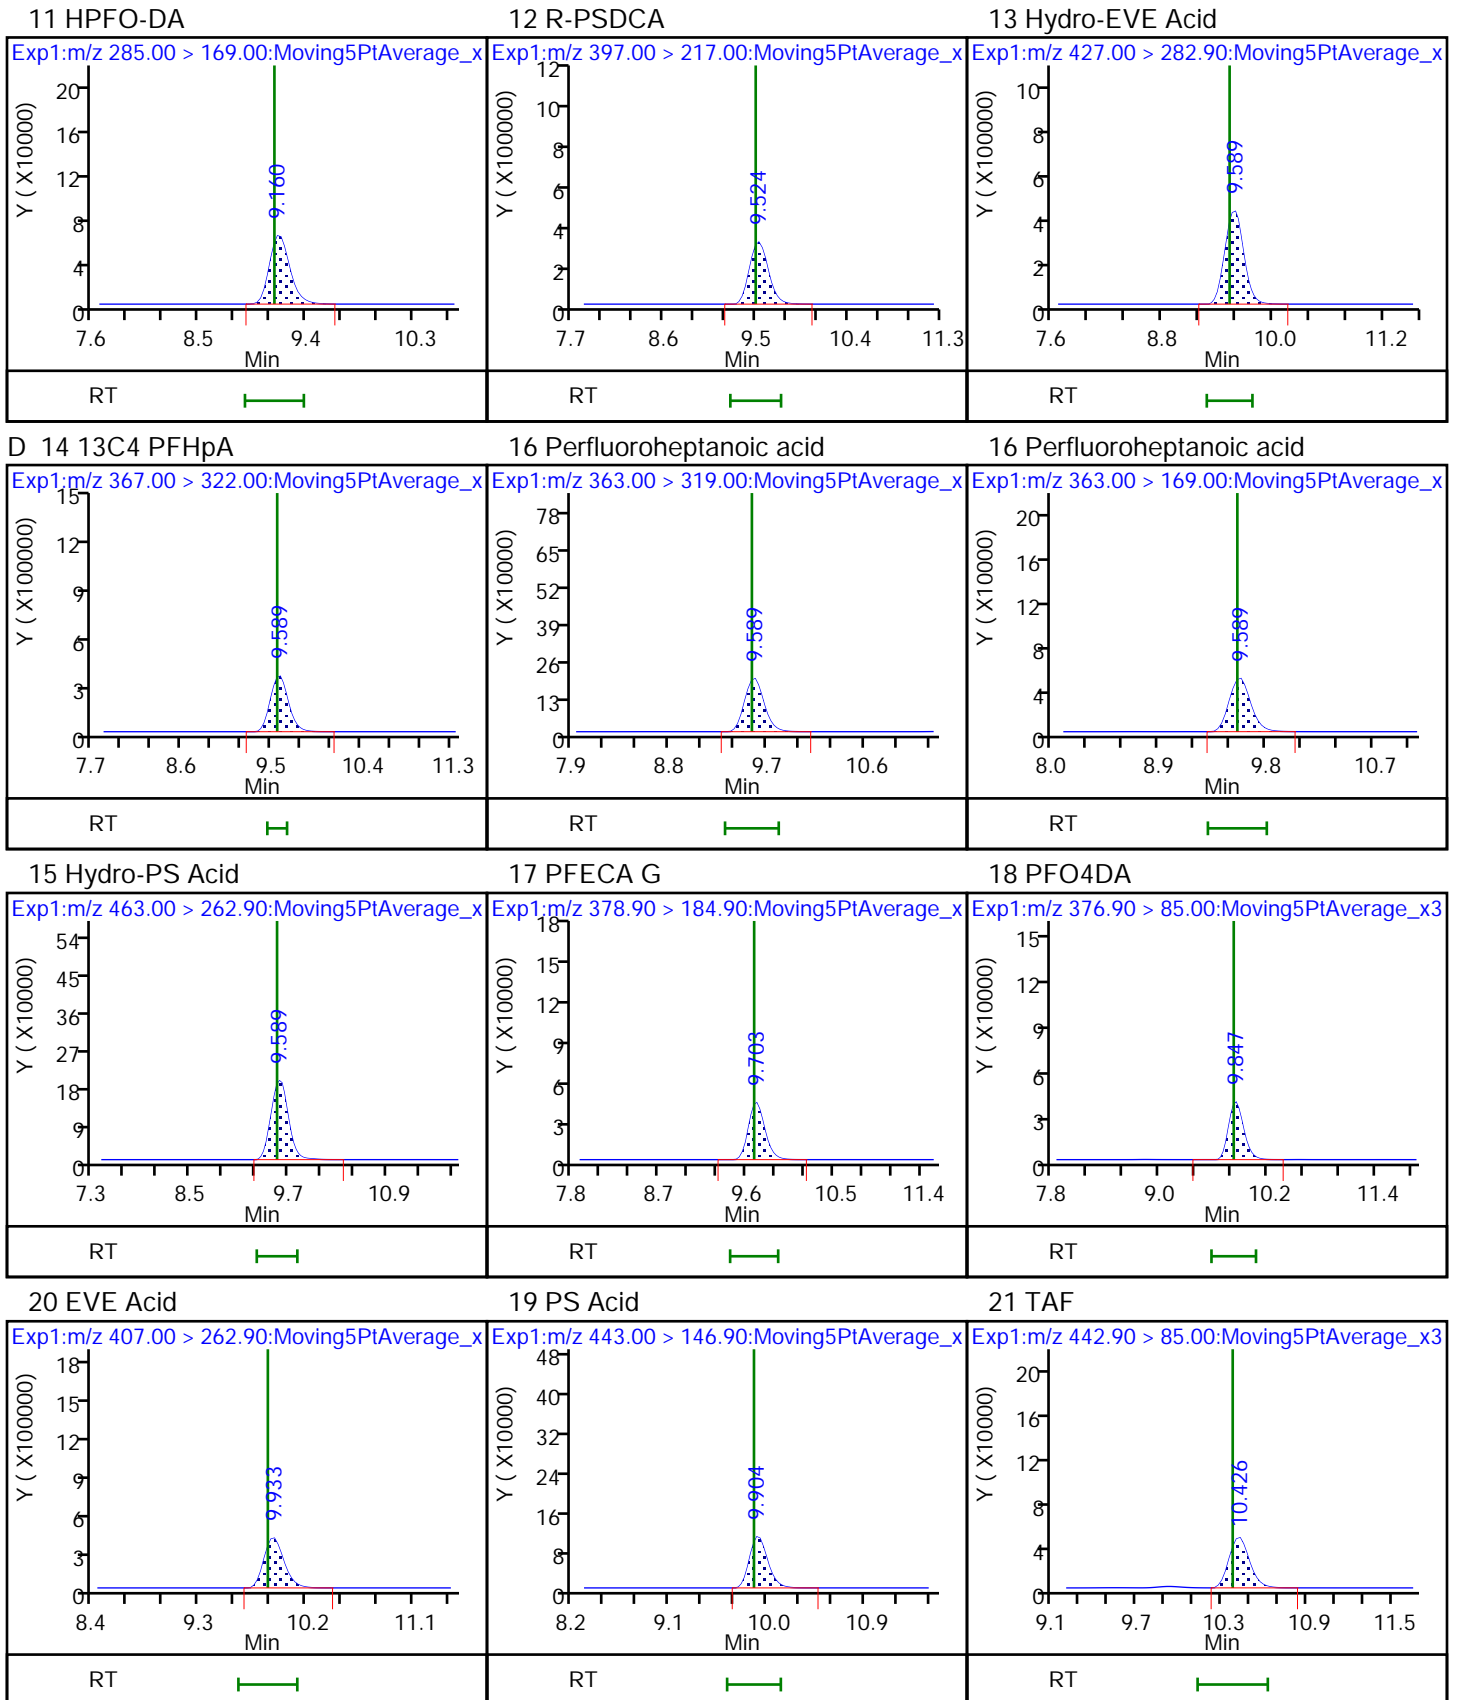 11 HPFO-DA
Exp1:m/z 285.00 > 169.00:Moving5PtAverage_x
Y ( X10000)
20
16
12
8
4
0
9.160
7.6 8.5 9.4 10.3
Min
RT
12 R-PSDCA
Exp1:m/z 397.00 > 217.00:Moving5PtAverage_x
Y ( X100000)
12
10
8
6
4
2
0
9.524
7.7 8.6 9.5 10.4 11.3
Min
RT
13 Hydro-EVE Acid
Exp1:m/z 427.00 > 282.90:Moving5PtAverage_x
Y ( X100000)
10
8
6
4
2
0
9.589
7.6 8.8 10.0 11.2
Min
RT
D 14 13C4 PFHpA
Exp1:m/z 367.00 > 322.00:Moving5PtAverage_x
Y ( X100000)
15
12
9
6
3
0
9.589
7.7 8.6 9.5 10.4 11.3
Min
RT
16 Perfluoroheptanoic acid
Exp1:m/z 363.00 > 319.00:Moving5PtAverage_x
Y ( X10000)
78
65
52
39
26
13
0
9.589
7.9 8.8 9.7 10.6
Min
RT
16 Perfluoroheptanoic acid
Exp1:m/z 363.00 > 169.00:Moving5PtAverage_x
Y ( X10000)
20
16
12
8
4
0
9.589
8.0 8.9 9.8 10.7
Min
RT
15 Hydro-PS Acid
Exp1:m/z 463.00 > 262.90:Moving5PtAverage_x
Y ( X10000)
54
45
36
27
18
9
0
9.589
7.3 8.5 9.7 10.9
Min
RT
17 PFECA G
Exp1:m/z 378.90 > 184.90:Moving5PtAverage_x
Y ( X10000)
18
15
12
9
6
3
0
9.703
7.8 8.7 9.6 10.5 11.4
Min
RT
18 PFO4DA
Exp1:m/z 376.90 > 85.00:Moving5PtAverage_x3
Y ( X10000)
15
12
9
6
3
0
9.847
7.8 9.0 10.2 11.4
Min
RT
20 EVE Acid
Exp1:m/z 407.00 > 262.90:Moving5PtAverage_x
Y ( X100000)
18
15
12
9
6
3
0
9.933
8.4 9.3 10.2 11.1
Min
RT
19 PS Acid
Exp1:m/z 443.00 > 146.90:Moving5PtAverage_x
Y ( X10000)
48
40
32
24
16
8
0
9.904
8.2 9.1 10.0 10.9
Min
RT
21 TAF
Exp1:m/z 442.90 > 85.00:Moving5PtAverage_x3
Y ( X10000)
20
16
12
8
4
0
10.426
9.1 9.7 10.3 10.9 11.5
Min
RT